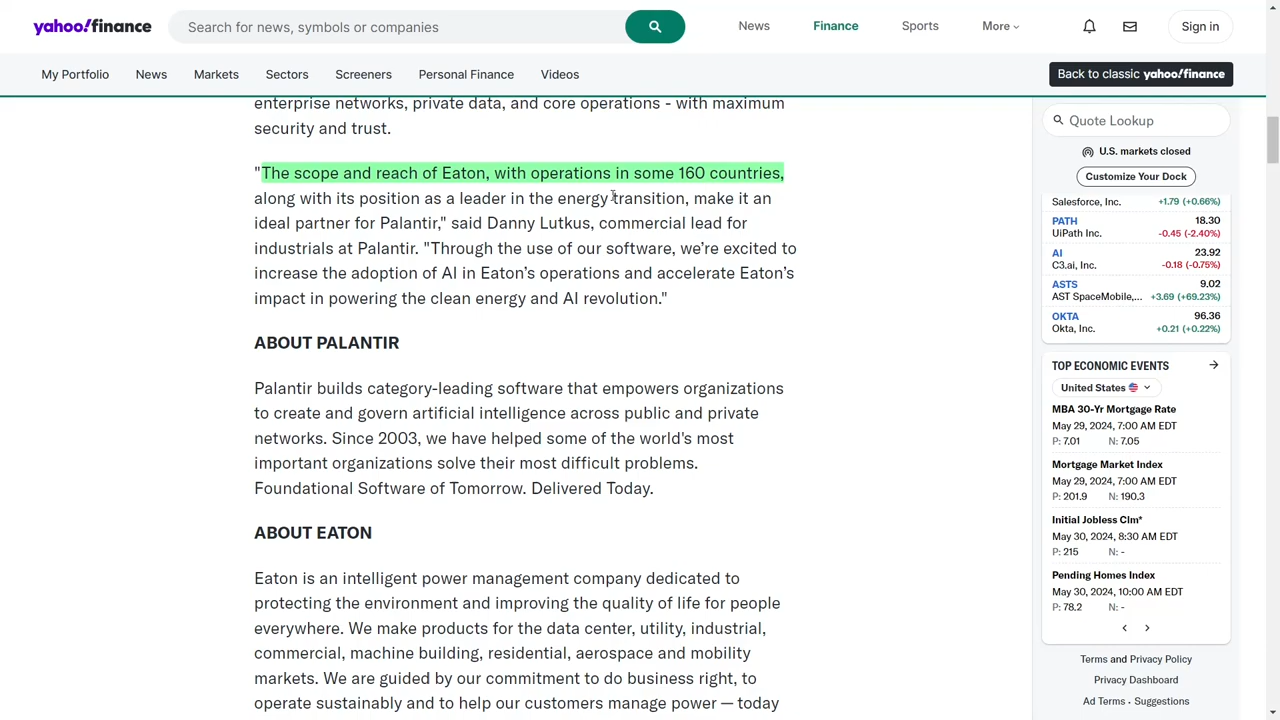 yahoo!finance
Search for news, symbols or companies
News
Finance
Sports
More
Sign in
My Portfolio
News
Markets
Sectors
Screeners
Personal Finance
Videos
Back to classic yahoo!finance
enterprise networks, private data, and core operations - with maximum
security and trust.
"The scope and reach of Eaton, with operations in some 160 countries,
along with its position as a leader in the energy transition, make it an
ideal partner for Palantir," said Danny Lutkus, commercial lead for
industrials at Palantir. "Through the use of our software, we’re excited to
increase the adoption of AI in Eaton’s operations and accelerate Eaton’s
impact in powering the clean energy and AI revolution."
ABOUT PALANTIR
Palantir builds category-leading software that empowers organizations
to create and govern artificial intelligence across public and private
networks. Since 2003, we have helped some of the world's most
important organizations solve their most difficult problems.
Foundational Software of Tomorrow. Delivered Today.
ABOUT EATON
Eaton is an intelligent power management company dedicated to
protecting the environment and improving the quality of life for people
everywhere. We make products for the data center, utility, industrial,
commercial, machine building, residential, aerospace and mobility
markets. We are guided by our commitment to do business right, to
operate sustainably and to help our customers manage power — today
Quote Lookup
U.S. markets closed
Customize Your Dock
Salesforce, Inc. +1.79 (+0.66%)
PATH 18.30
UiPath Inc. -0.45 (-2.40%)
AI 23.92
C3.ai, Inc. -0.18 (-0.75%)
ASTS 9.02
AST SpaceMobile,... +3.69 (+69.23%)
OKTA 96.36
Okta, Inc. +0.21 (+0.22%)
TOP ECONOMIC EVENTS
United States
MBA 30-Yr Mortgage Rate
May 29, 2024, 7:00 AM EDT
P: 7.01 N: 7.05
Mortgage Market Index
May 29, 2024, 7:00 AM EDT
P: 201.9 N: 190.3
Initial Jobless Clm*
May 30, 2024, 8:30 AM EDT
P: 215 N: -
Pending Homes Index
May 30, 2024, 10:00 AM EDT
P: 78.2 N: -
Terms and Privacy Policy
Privacy Dashboard
Ad Terms • Suggestions